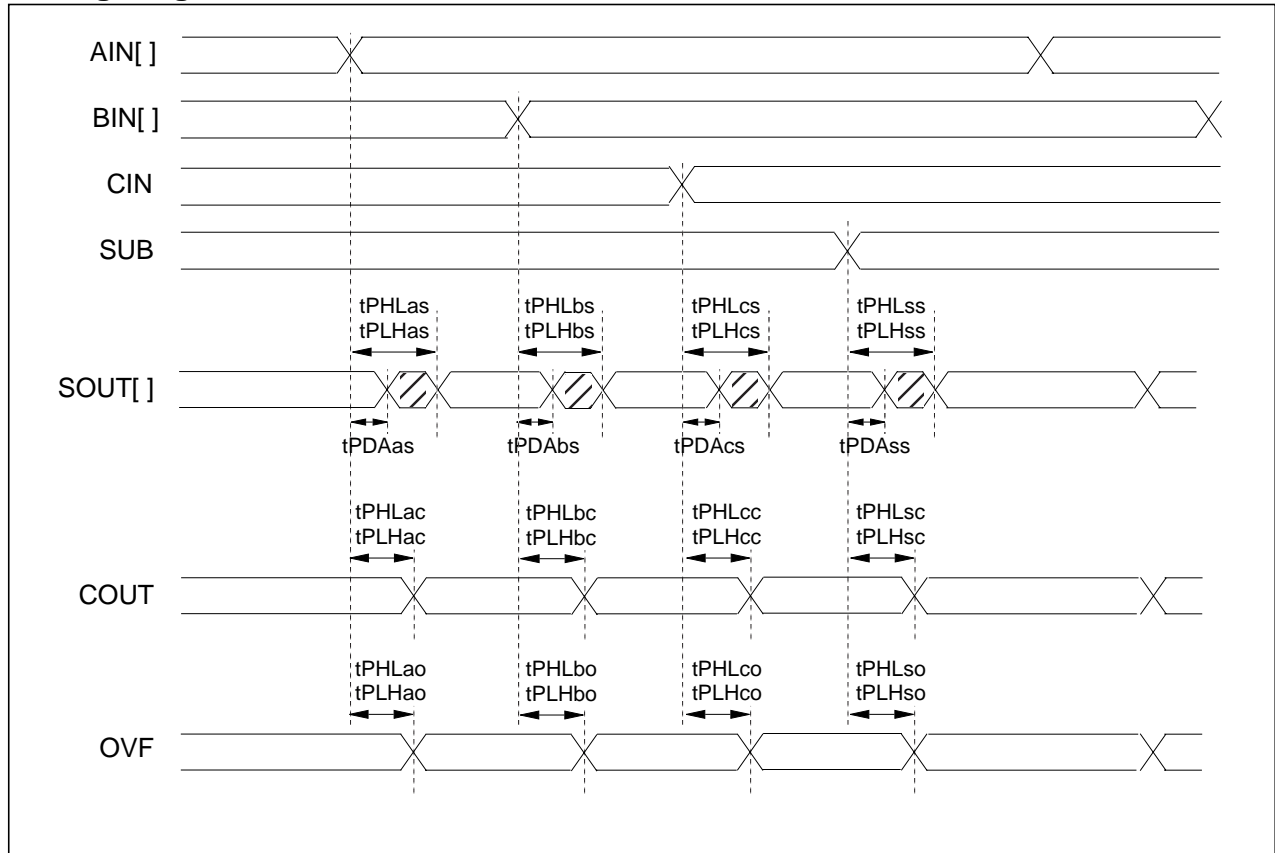 AIN[ ]
BIN[ ]
CIN
SUB
tPHLas tPHLbs tPHLcs tPHLss
tPLHas tPLHbs tPLHcs tPLHss
SOUT[ ]
tPDAas tPDAbs tPDAcs tPDAss
tPHLac tPHLbc tPHLcc tPHLsc
tPLHac tPLHbc tPLHcc tPLHsc
COUT
tPHLao tPHLbo tPHLco tPHLso
tPLHao tPLHbo tPLHco tPLHso
OVF